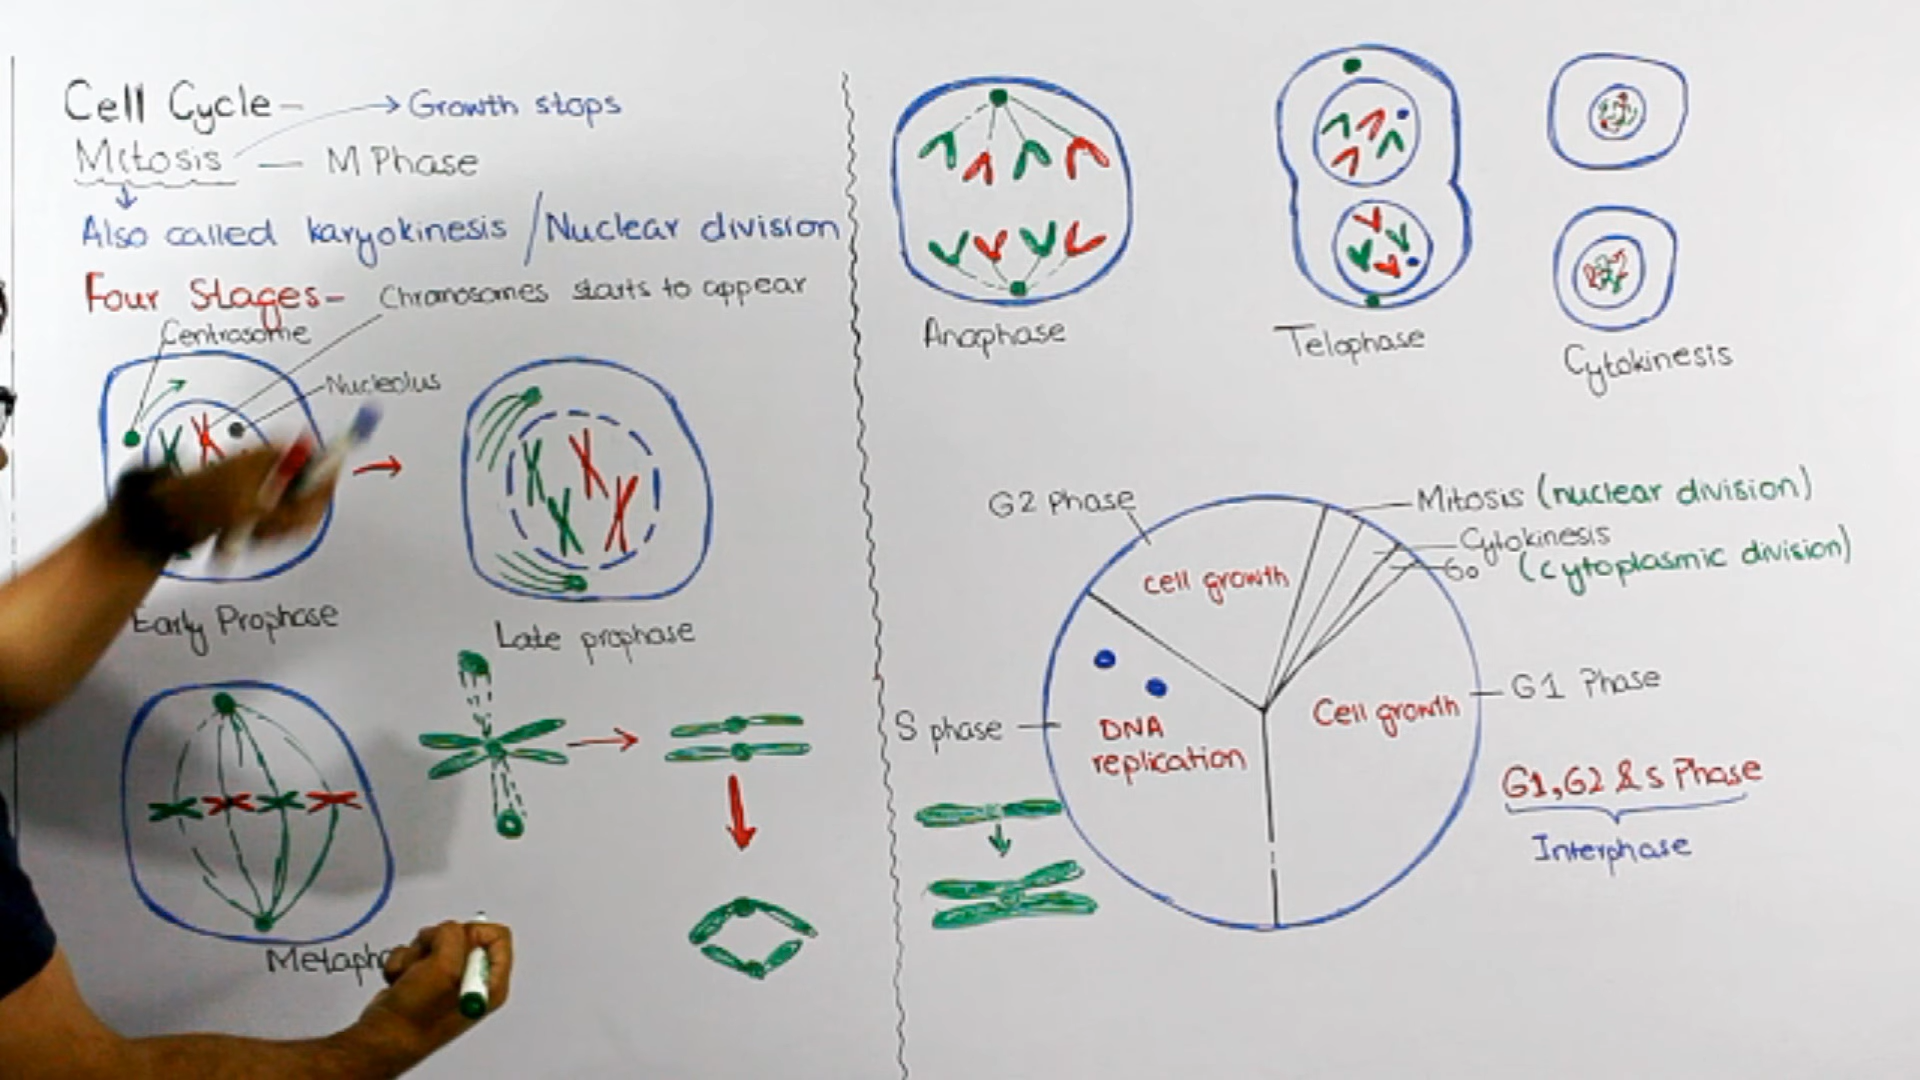 Cell Cycle –
→ Growth stops
Mitosis — M Phase
Also called karyokinesis / Nuclear division
Four Stages –
Chromosomes starts to appear
Centrosome
Nucleolus
Early Prophase
Late prophase
Anaphase
Telophase
Cytokinesis
G2 Phase
Mitosis (nuclear division)
Cytokinesis
(cytoplasmic division)
Go
cell growth
G1 Phase
Cell growth
S phase
DNA
replication
G1, G2 & s Phase
Interphase